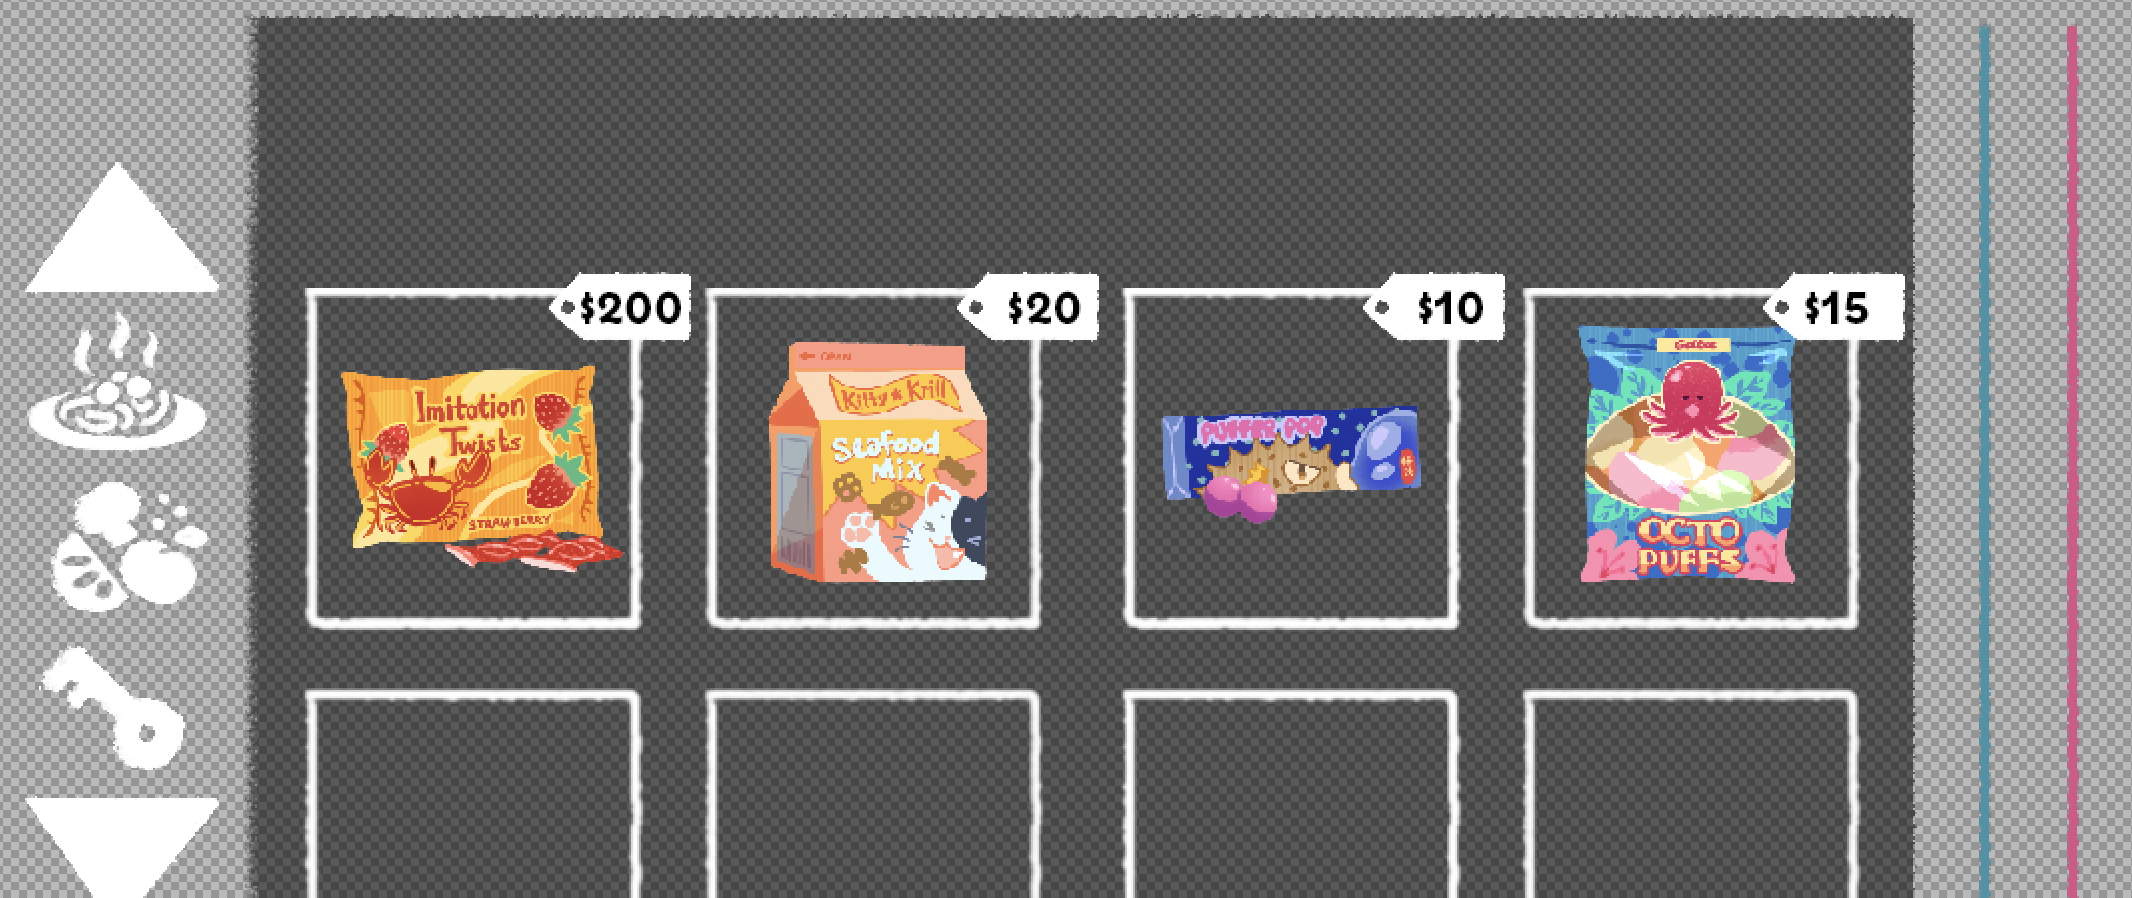 $200
$20
$10
$15
Imitation
Twists
STRAWBERRY
Kitty ★ Krill
Seafood
Mix
PUFFER POP
OCTO
PUFFS